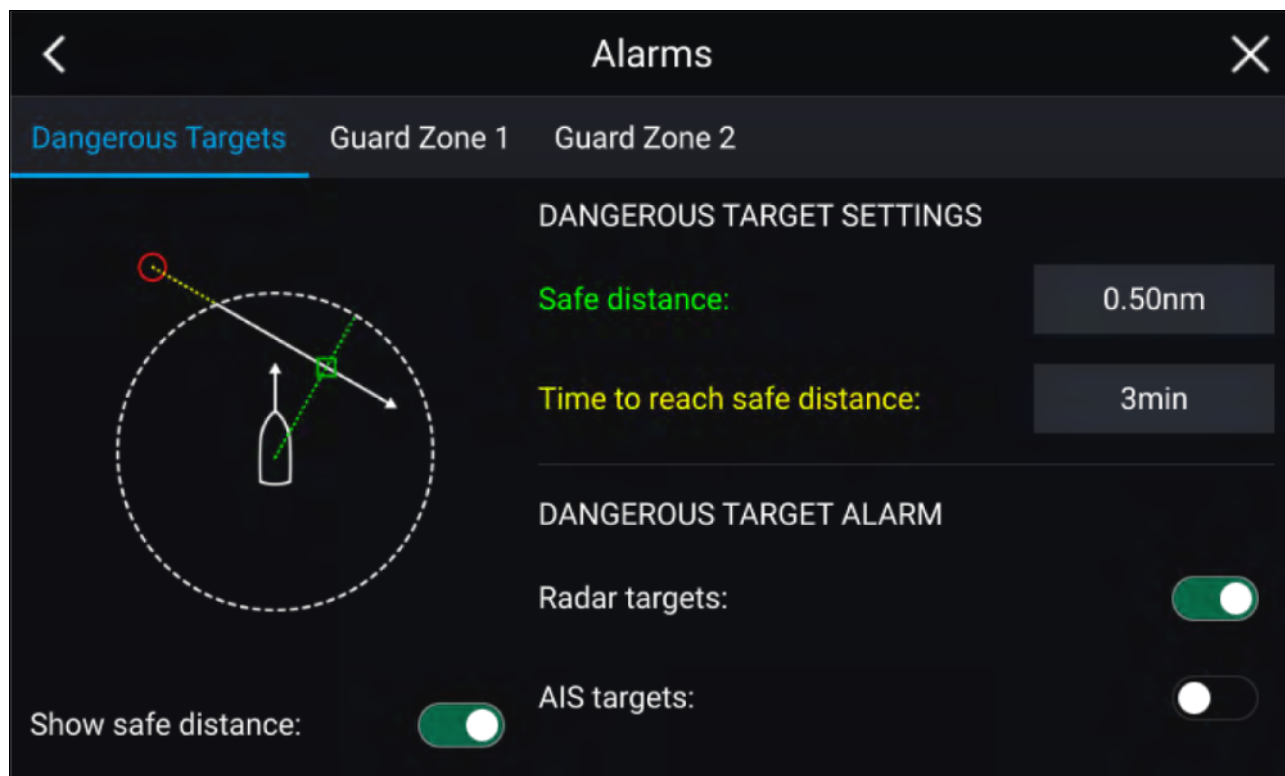 Alarms
Dangerous Targets Guard Zone 1 Guard Zone 2
DANGEROUS TARGET SETTINGS
Safe distance: 0.50nm
Time to reach safe distance: 3min
DANGEROUS TARGET ALARM
Radar targets:
AIS targets:
Show safe distance: